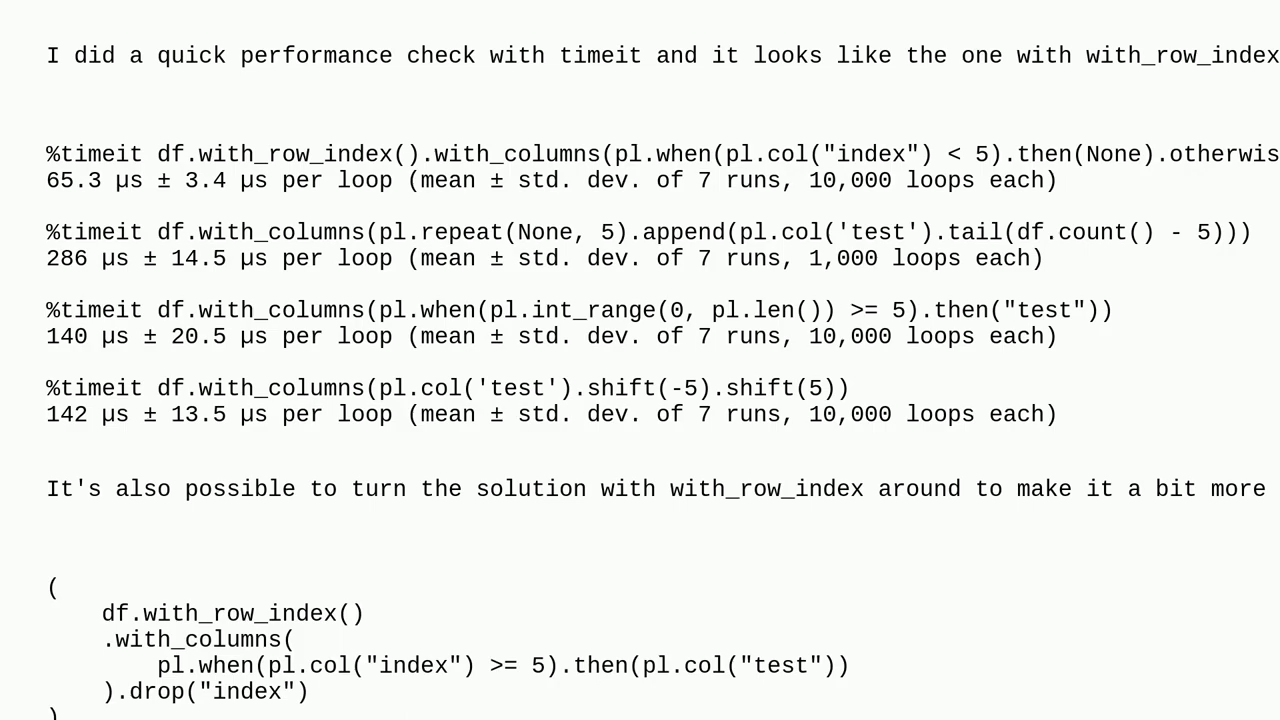 I did a quick performance check with timeit and it looks like the one with with_row_index
%timeit df.with_row_index().with_columns(pl.when(pl.col("index") < 5).then(None).otherwis
65.3 µs ± 3.4 µs per loop (mean ± std. dev. of 7 runs, 10,000 loops each)
%timeit df.with_columns(pl.repeat(None, 5).append(pl.col('test').tail(df.count() - 5)))
286 µs ± 14.5 µs per loop (mean ± std. dev. of 7 runs, 1,000 loops each)
%timeit df.with_columns(pl.when(pl.int_range(0, pl.len()) >= 5).then("test"))
140 µs ± 20.5 µs per loop (mean ± std. dev. of 7 runs, 10,000 loops each)
%timeit df.with_columns(pl.col('test').shift(-5).shift(5))
142 µs ± 13.5 µs per loop (mean ± std. dev. of 7 runs, 10,000 loops each)
It's also possible to turn the solution with with_row_index around to make it a bit more
(
    df.with_row_index()
    .with_columns(
        pl.when(pl.col("index") >= 5).then(pl.col("test"))
    ).drop("index")
)